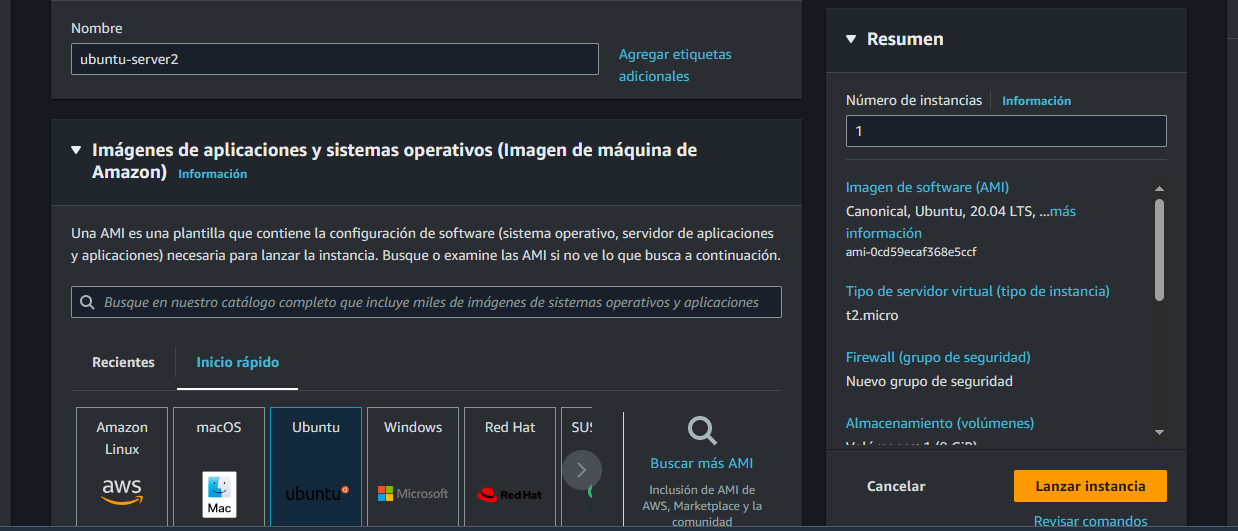 Nombre
ubuntu-server2
Agregar etiquetas
adicionales
Imágenes de aplicaciones y sistemas operativos (Imagen de máquina de
Amazon) Información
Una AMI es una plantilla que contiene la configuración de software (sistema operativo, servidor de aplicaciones
y aplicaciones) necesaria para lanzar la instancia. Busque o examine las AMI si no ve lo que busca a continuación.
Busque en nuestro catálogo completo que incluye miles de imágenes de sistemas operativos y aplicaciones
Recientes
Inicio rápido
Amazon
Linux
aws
macOS
Mac
Ubuntu
ubuntu
Windows
Microsoft
Red Hat
Red Hat
Buscar más AMI
Inclusión de AMI de
AWS, Marketplace y la
comunidad
Resumen
Número de instancias Información
1
Imagen de software (AMI)
Canonical, Ubuntu, 20.04 LTS, ...más
información
ami-0cd59ecaf368e5ccf
Tipo de servidor virtual (tipo de instancia)
t2.micro
Firewall (grupo de seguridad)
Nuevo grupo de seguridad
Almacenamiento (volúmenes)
Cancelar
Lanzar instancia
Revisar comandos